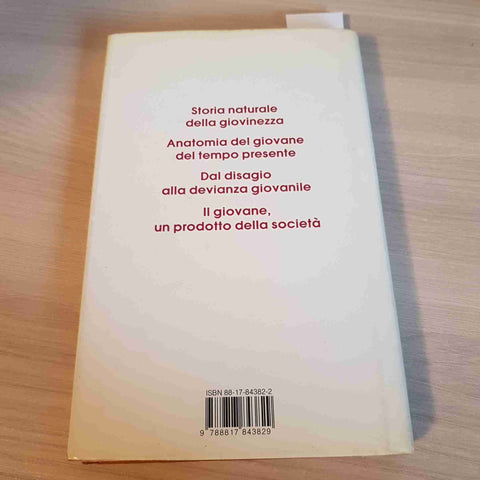 Storia naturale
della giovinezza
Anatomia del giovane
del tempo presente
Dal disagio
alla devianza giovanile
Il giovane,
un prodotto della società
ISBN 88-17-84382-2
9 788817 843829